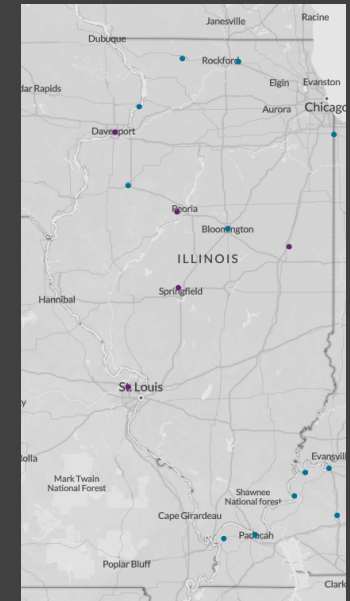 Janesville
Racine
Dubuque
Rockford
Elgin
Evanston
dar Rapids
Aurora
Chicago
Davenport
Peoria
Bloomington
ILLINOIS
Springfield
Hannibal
St. Louis
y
olla
Evansvill
Mark Twain
National Forest
Shawnee
National forest
Cape Girardeau
Paducah
Poplar Bluff
Clark